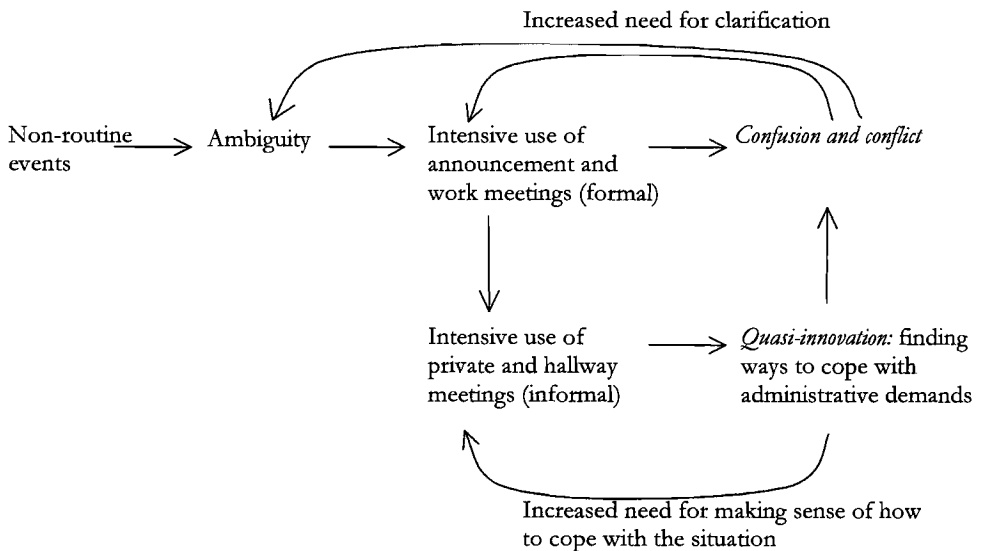 Increased need for clarification
Non-routine
events
Ambiguity
Intensive use of
announcement and
work meetings (formal)
Confusion and conflict
Intensive use of
private and hallway
meetings (informal)
Quasi-innovation: finding
ways to cope with
administrative demands
Increased need for making sense of how
to cope with the situation